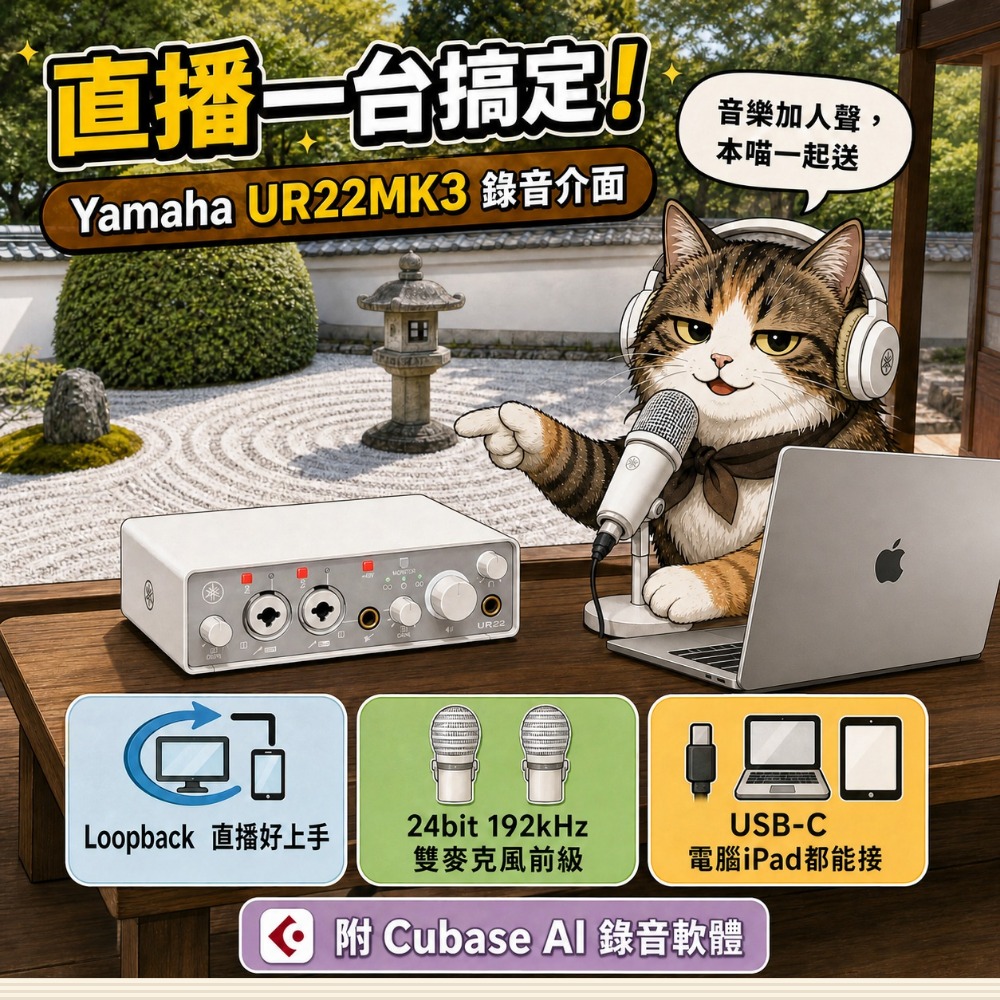 直播一台搞定!
音樂加人聲，
本喵一起送
Yamaha UR22MK3 錄音介面
+48V
MONITOR
UR22
Loopback 直播好上手
24bit 192kHz
雙麥克風前級
USB-C
電腦iPad都能接
附 Cubase AI 錄音軟體